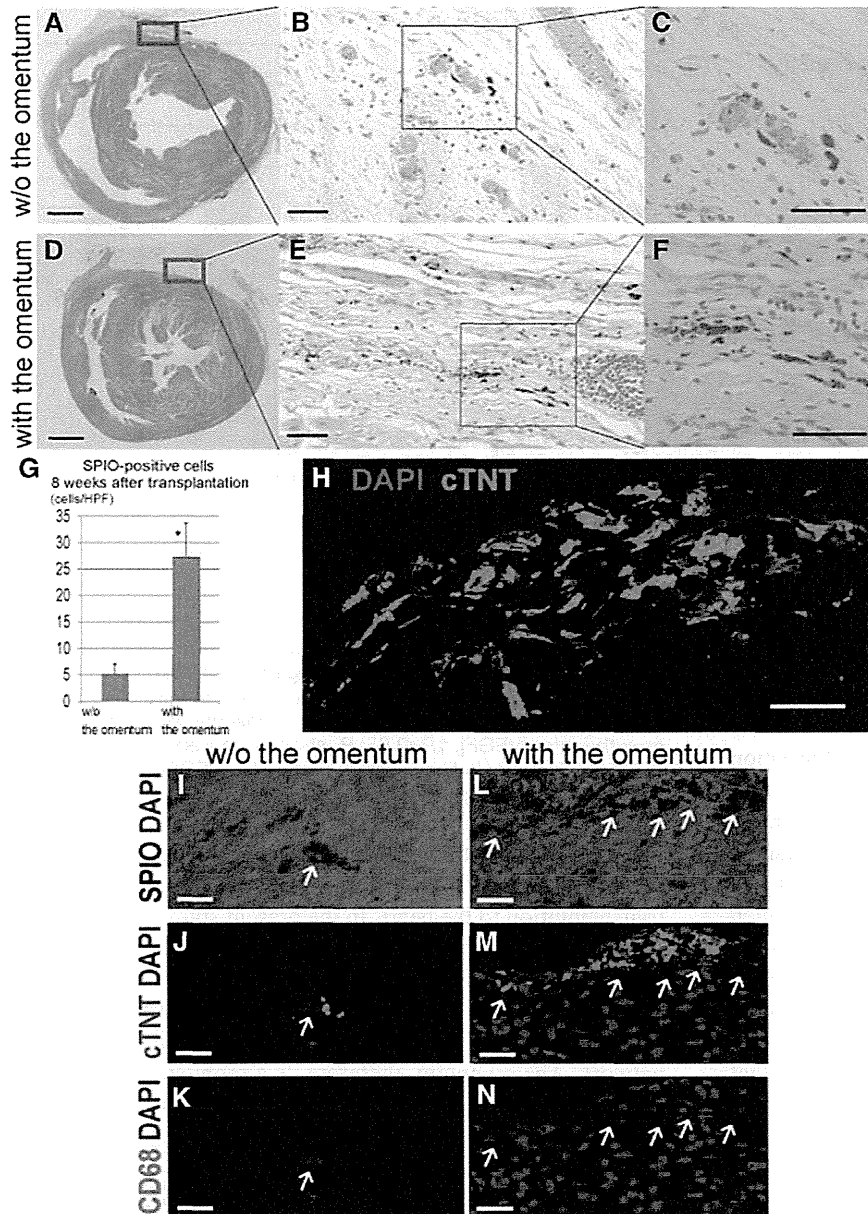 w/o the omentum
A
B
C
with the omentum
D
E
F
G
SPIO-positive cells
8 weeks after transplantation
(cells/HPF)
35
30
25
20
15
10
5
0
*
w/o
the omentum
with
the omentum
H DAPI cTNT
w/o the omentum
with the omentum
SPIO DAPI
I
L
cTNT DAPI
J
M
CD68 DAPI
K
N